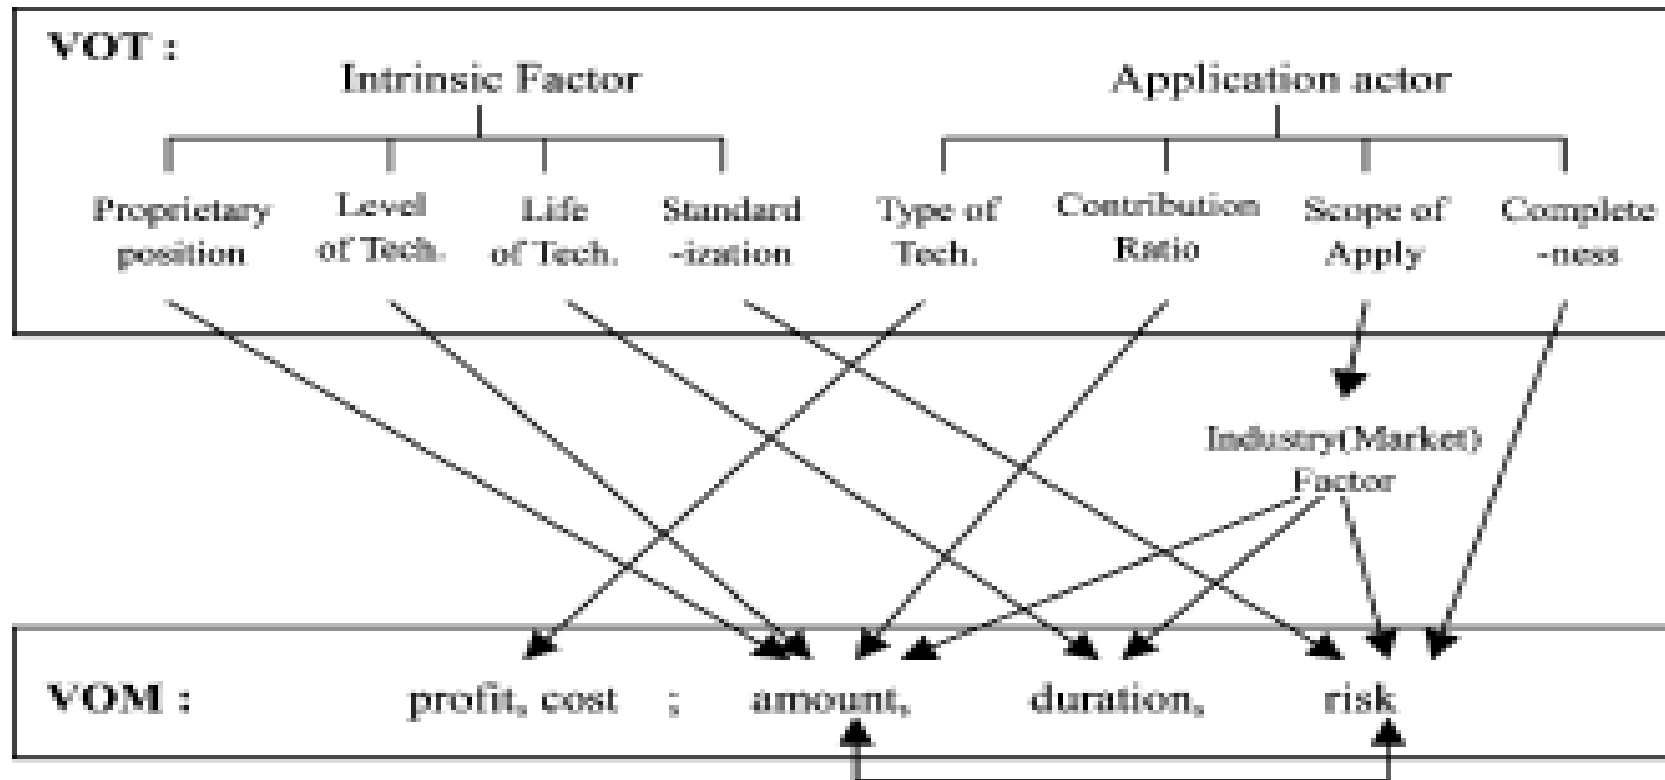 VOT :
Intrinsic Factor
Application actor
Proprietary
position
Level
of Tech.
Life
of Tech.
Standard
-ization
Type of
Tech.
Contribution
Ratio
Scope of
Apply
Complete
-ness
Industry(Market)
Factor
VOM : profit, cost ; amount, duration, risk